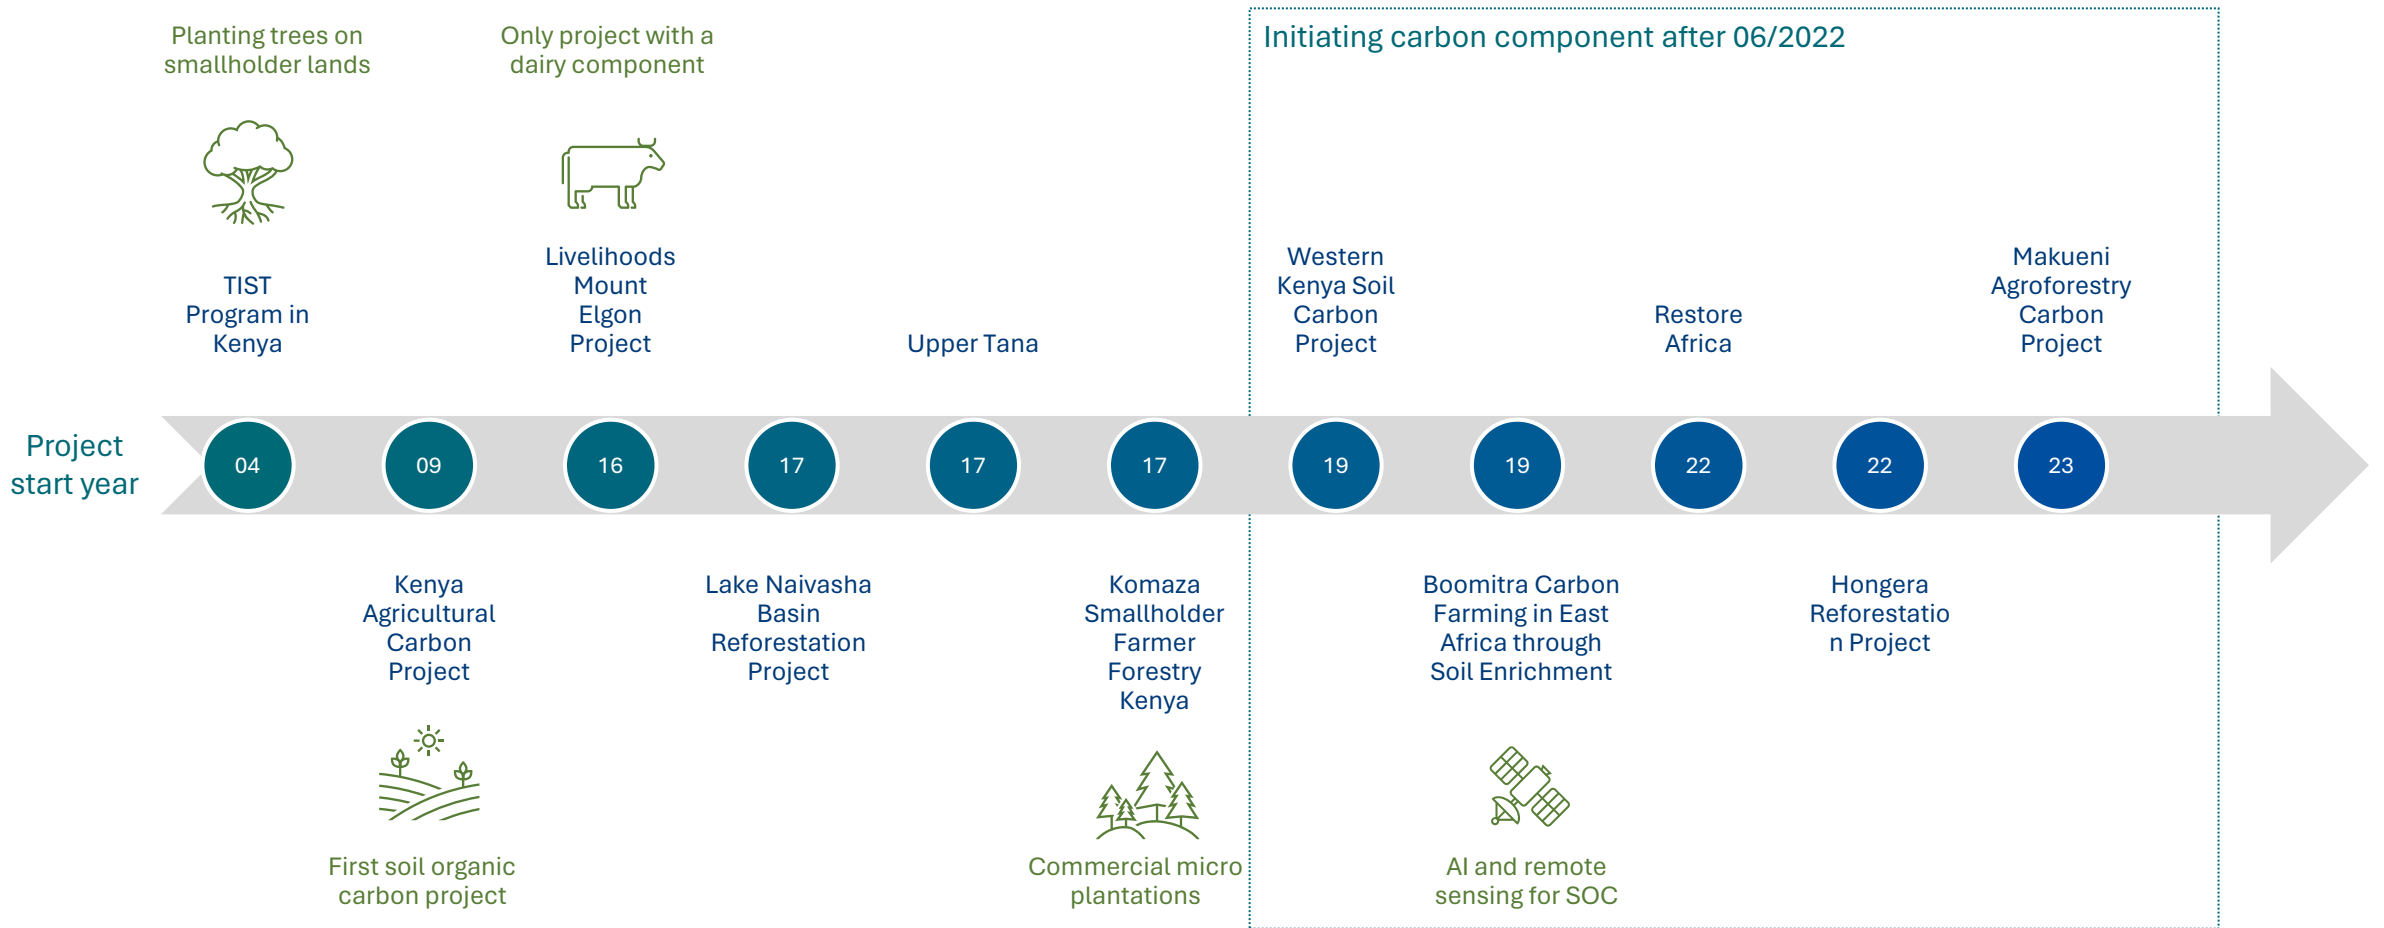 Planting trees on
smallholder lands
Only project with a
dairy component
Initiating carbon component after 06/2022
TIST
Program in
Kenya
Livelihoods
Mount
Elgon
Project
Upper Tana
Western
Kenya Soil
Carbon
Project
Restore
Africa
Makueni
Agroforestry
Carbon
Project
Project
start year
04
09
16
17
17
17
19
19
22
22
23
Kenya
Agricultural
Carbon
Project
Lake Naivasha
Basin
Reforestation
Project
Komaza
Smallholder
Farmer
Forestry
Kenya
Boomitra Carbon
Farming in East
Africa through
Soil Enrichment
Hongera
Reforestatio
n Project
First soil organic
carbon project
Commercial micro
plantations
AI and remote
sensing for SOC